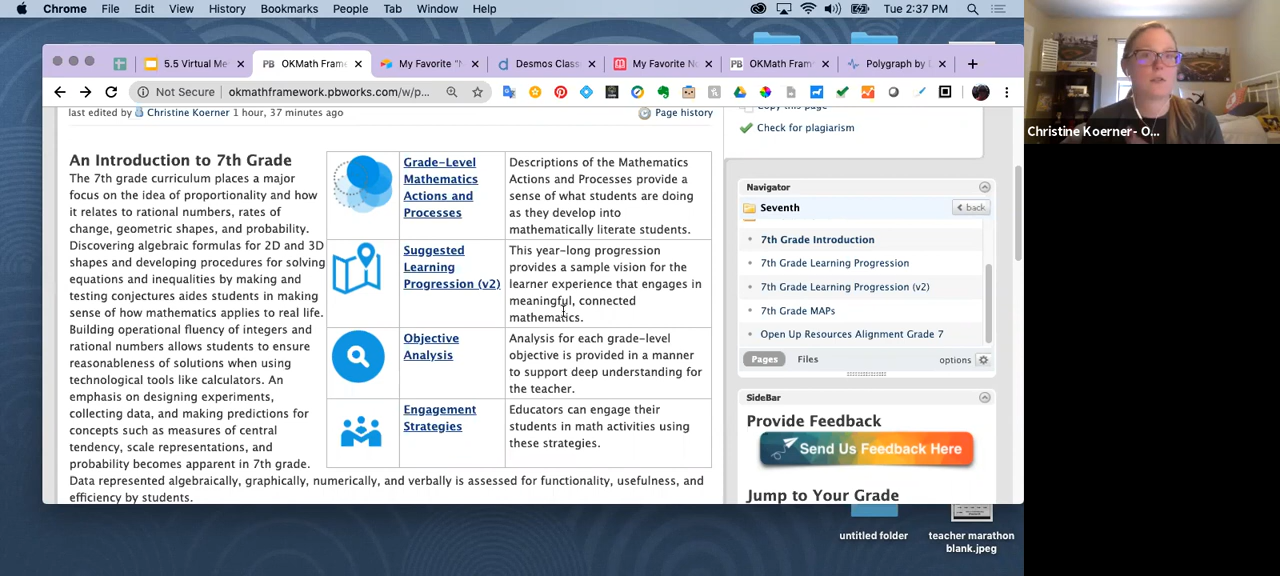 Chrome File Edit View History Bookmarks People Tab Window Help Tue 2:37 PM
5.5 Virtual Me
OKMath Fram
My Favorite "
Desmos Class
My Favorite N
OKMath Fram
Polygraph by
Not Secure okmathframework.pbworks.com/w/p...
last edited by Christine Koerner 1 hour, 37 minutes ago
Page history
An Introduction to 7th Grade
The 7th grade curriculum places a major
focus on the idea of proportionality and how
it relates to rational numbers, rates of
change, geometric shapes, and probability.
Discovering algebraic formulas for 2D and 3D
shapes and developing procedures for solving
equations and inequalities by making and
testing conjectures aides students in making
sense of how mathematics applies to real life.
Building operational fluency of integers and
rational numbers allows students to ensure
reasonableness of solutions when using
technological tools like calculators. An
emphasis on designing experiments,
collecting data, and making predictions for
concepts such as measures of central
tendency, scale representations, and
probability becomes apparent in 7th grade.
Data represented algebraically, graphically, numerically, and verbally is assessed for functionality, usefulness, and
efficiency by students.
Grade-Level
Mathematics
Actions and
Processes
Descriptions of the Mathematics
Actions and Processes provide a
sense of what students are doing
as they develop into
mathematically literate students.
Suggested
Learning
Progression (v2)
This year-long progression
provides a sample vision for the
learner experience that engages in
meaningful, connected
mathematics.
Objective
Analysis
Analysis for each grade-level
objective is provided in a manner
to support deep understanding for
the teacher.
Engagement
Strategies
Educators can engage their
students in math activities using
these strategies.
Copy this page
Check for plagiarism
Navigator
Seventh
back
7th Grade Introduction
7th Grade Learning Progression
7th Grade Learning Progression (v2)
7th Grade MAPs
Open Up Resources Alignment Grade 7
Pages Files options
SideBar
Provide Feedback
Send Us Feedback Here
Jump to Your Grade
untitled folder
teacher marathon
blank.jpeg
Christine Koerner- O...